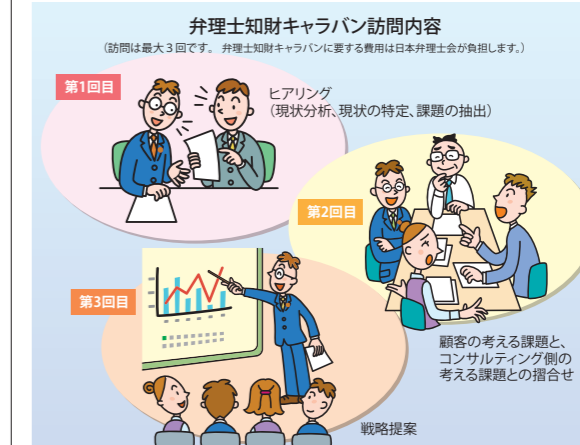 弁理士知財キャラバン訪問内容
(訪問は最大3回です。 弁理士知財キャラバンに要する費用は日本弁理士会が負担します。)
第1回目
ヒアリング
(現状分析、現状の特定、課題の抽出)
第2回目
顧客の考える課題と、
コンサルティング側の
考える課題との摺合せ
第3回目
戦略提案